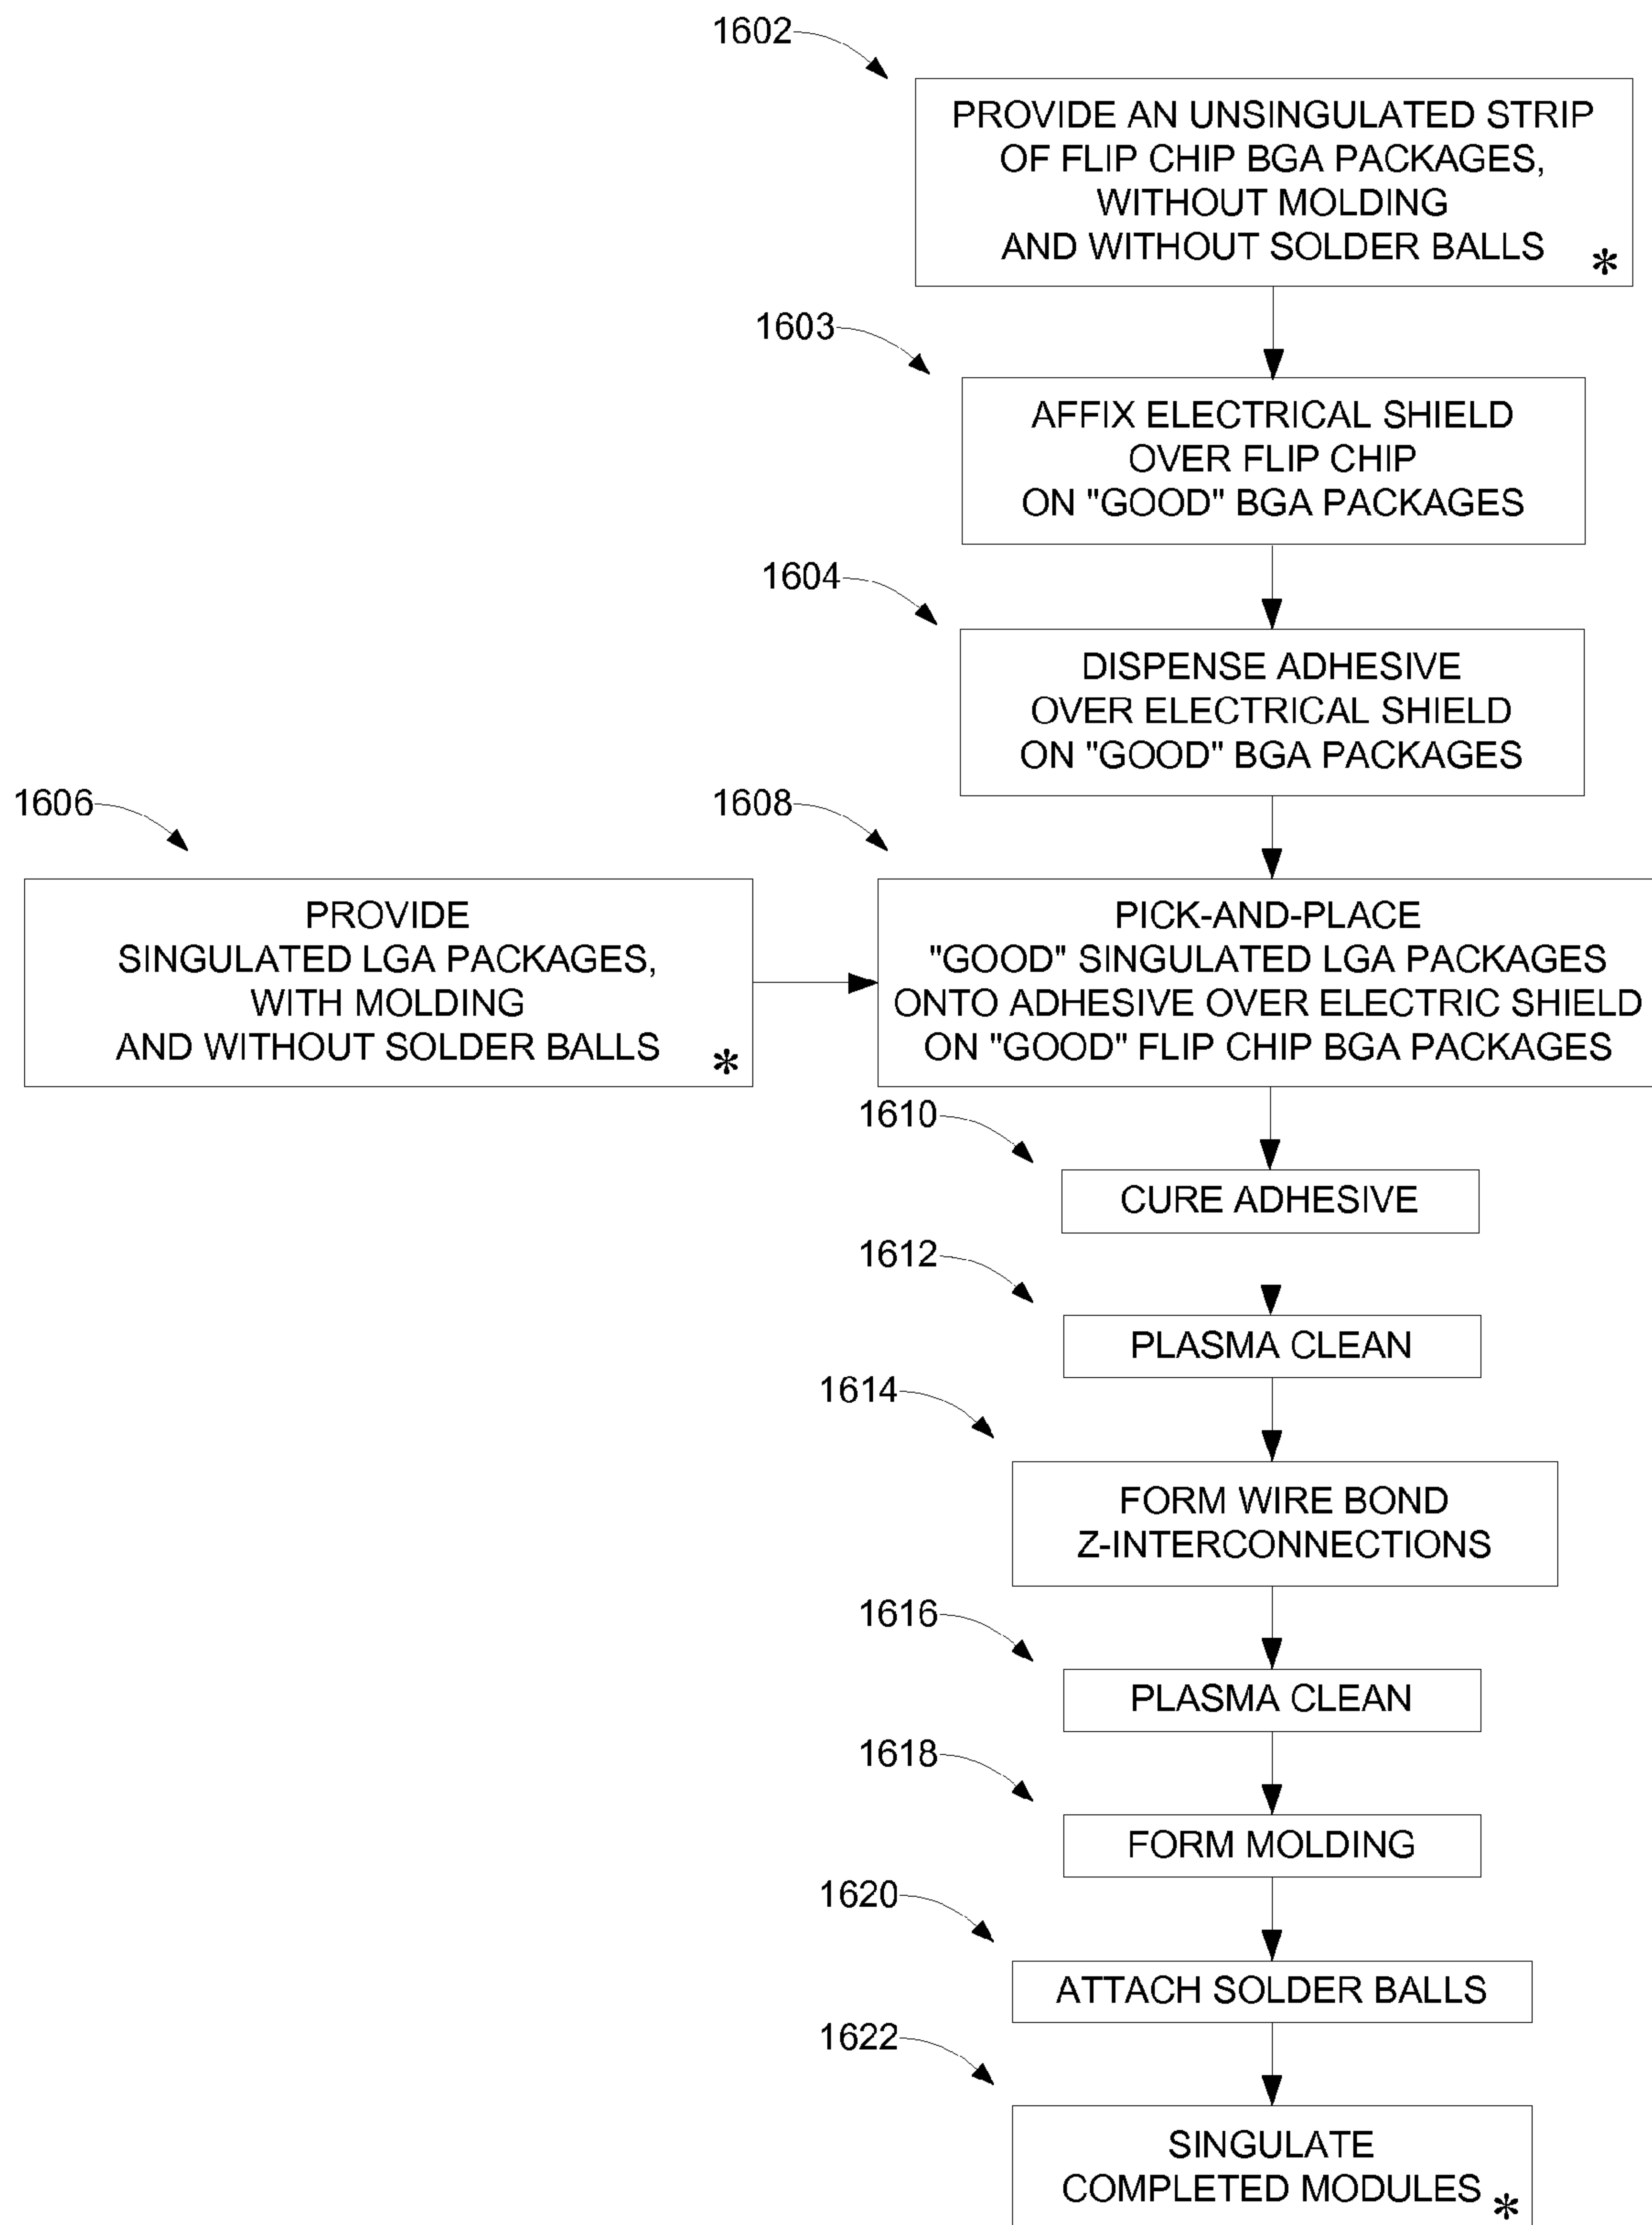 1602
PROVIDE AN UNSINGULATED STRIP
OF FLIP CHIP BGA PACKAGES,
WITHOUT MOLDING
AND WITHOUT SOLDER BALLS *
1603
AFFIX ELECTRICAL SHIELD
OVER FLIP CHIP
ON "GOOD" BGA PACKAGES
1604
DISPENSE ADHESIVE
OVER ELECTRICAL SHIELD
ON "GOOD" BGA PACKAGES
1606
PROVIDE
SINGULATED LGA PACKAGES,
WITH MOLDING
AND WITHOUT SOLDER BALLS *
1608
PICK-AND-PLACE
"GOOD" SINGULATED LGA PACKAGES
ONTO ADHESIVE OVER ELECTRIC SHIELD
ON "GOOD" FLIP CHIP BGA PACKAGES
1610
CURE ADHESIVE
1612
PLASMA CLEAN
1614
FORM WIRE BOND
Z-INTERCONNECTIONS
1616
PLASMA CLEAN
1618
FORM MOLDING
1620
ATTACH SOLDER BALLS
1622
SINGULATE
COMPLETED MODULES *